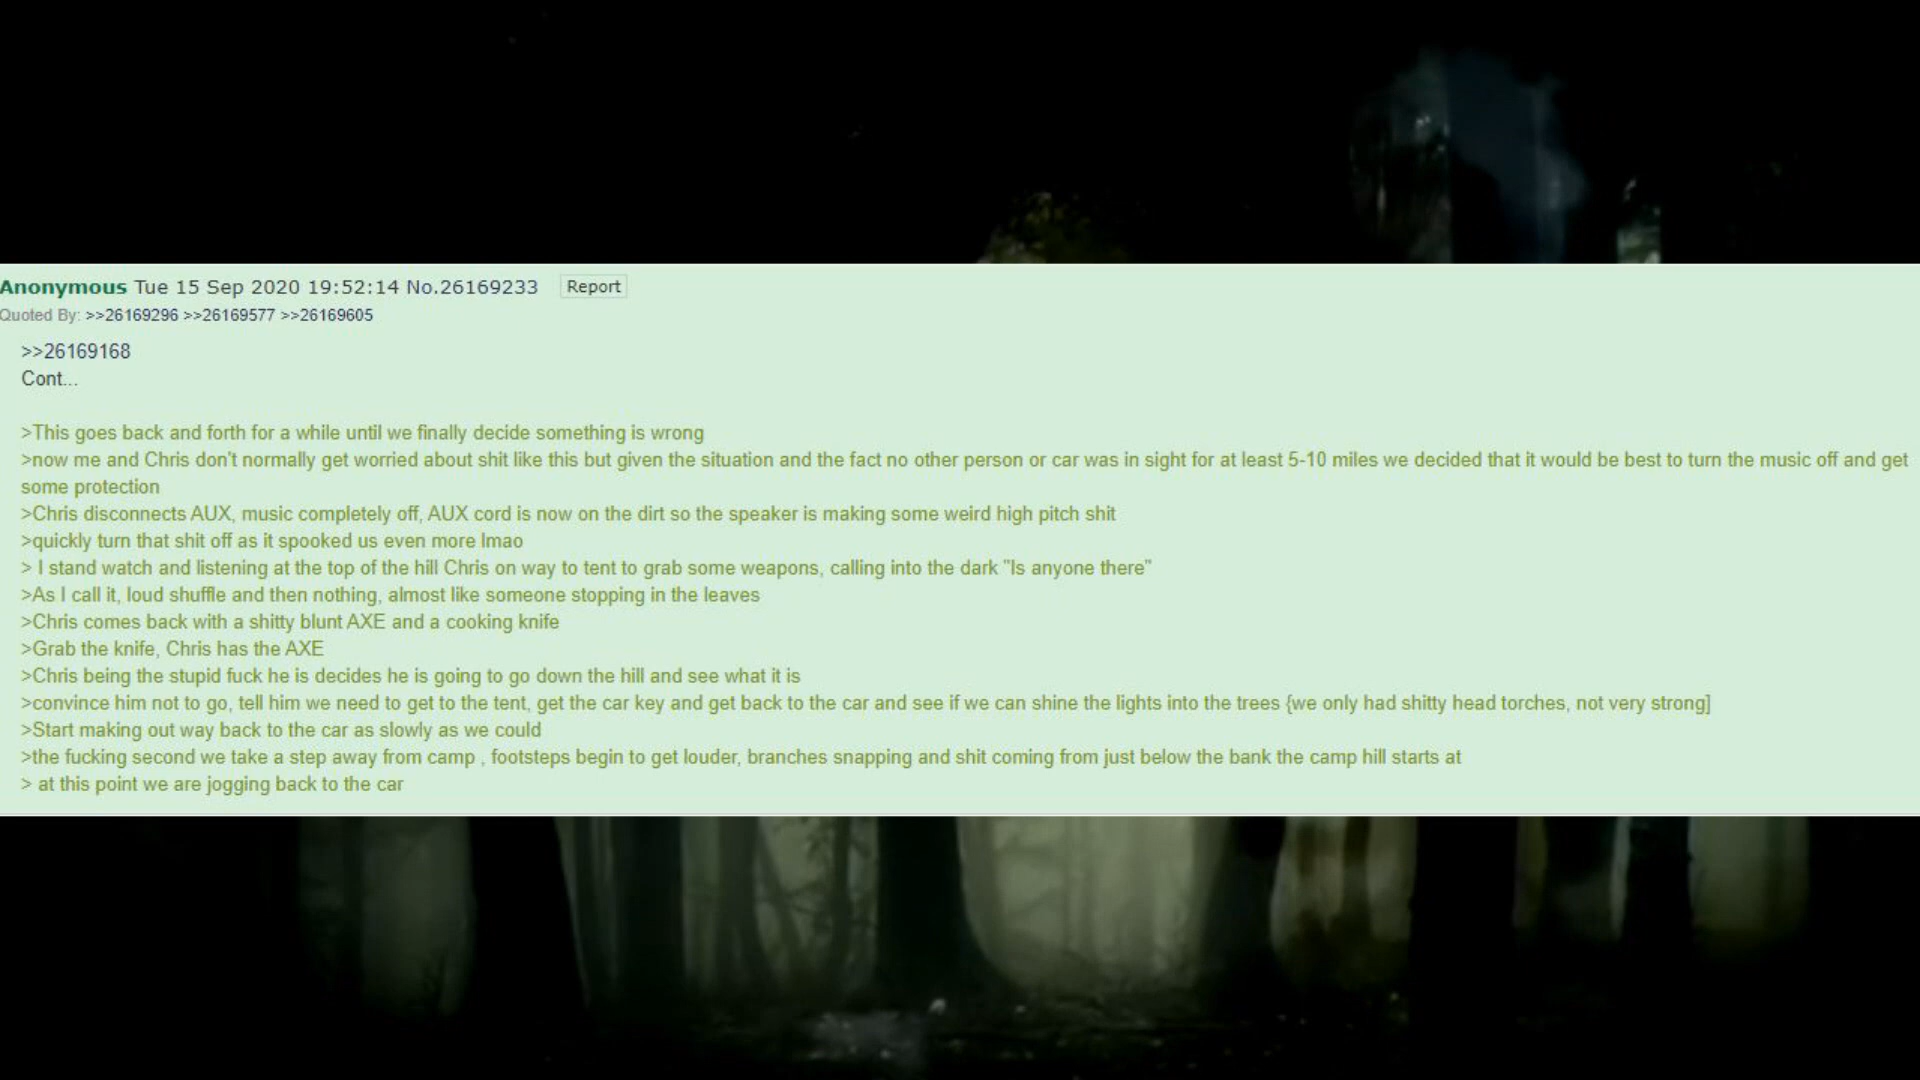 Anonymous Tue 15 Sep 2020 19:52:14 No.26169233 Report
Quoted By: >>26169296 >>26169577 >>26169605
>>26169168
Cont...
>This goes back and forth for a while until we finally decide something is wrong
>now me and Chris don't normally get worried about shit like this but given the situation and the fact no other person or car was in sight for at least 5-10 miles we decided that it would be best to turn the music off and get
some protection
>Chris disconnects AUX, music completely off, AUX cord is now on the dirt so the speaker is making some weird high pitch shit
>quickly turn that shit off as it spooked us even more lmao
> I stand watch and listening at the top of the hill Chris on way to tent to grab some weapons, calling into the dark "Is anyone there"
>As I call it, loud shuffle and then nothing, almost like someone stopping in the leaves
>Chris comes back with a shitty blunt AXE and a cooking knife
>Grab the knife, Chris has the AXE
>Chris being the stupid fuck he is decides he is going to go down the hill and see what it is
>convince him not to go, tell him we need to get to the tent, get the car key and get back to the car and see if we can shine the lights into the trees {we only had shitty head torches, not very strong]
>Start making out way back to the car as slowly as we could
>the fucking second we take a step away from camp , footsteps begin to get louder, branches snapping and shit coming from just below the bank the camp hill starts at
> at this point we are jogging back to the car